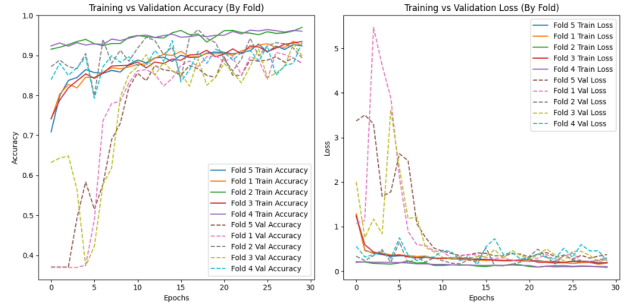 Training vs Validation Accuracy (By Fold)
1.0
0.9
0.8
0.7
0.6
0.5
0.4
Accuracy
0
5
10
15
20
25
30
Epochs
Fold 5 Train Accuracy
Fold 1 Train Accuracy
Fold 2 Train Accuracy
Fold 3 Train Accuracy
Fold 4 Train Accuracy
Fold 5 Val Accuracy
Fold 1 Val Accuracy
Fold 2 Val Accuracy
Fold 3 Val Accuracy
Fold 4 Val Accuracy
Training vs Validation Loss (By Fold)
5
4
3
2
1
0
Loss
0
5
10
15
20
25
30
Epochs
Fold 5 Train Loss
Fold 1 Train Loss
Fold 2 Train Loss
Fold 3 Train Loss
Fold 4 Train Loss
Fold 5 Val Loss
Fold 1 Val Loss
Fold 2 Val Loss
Fold 3 Val Loss
Fold 4 Val Loss